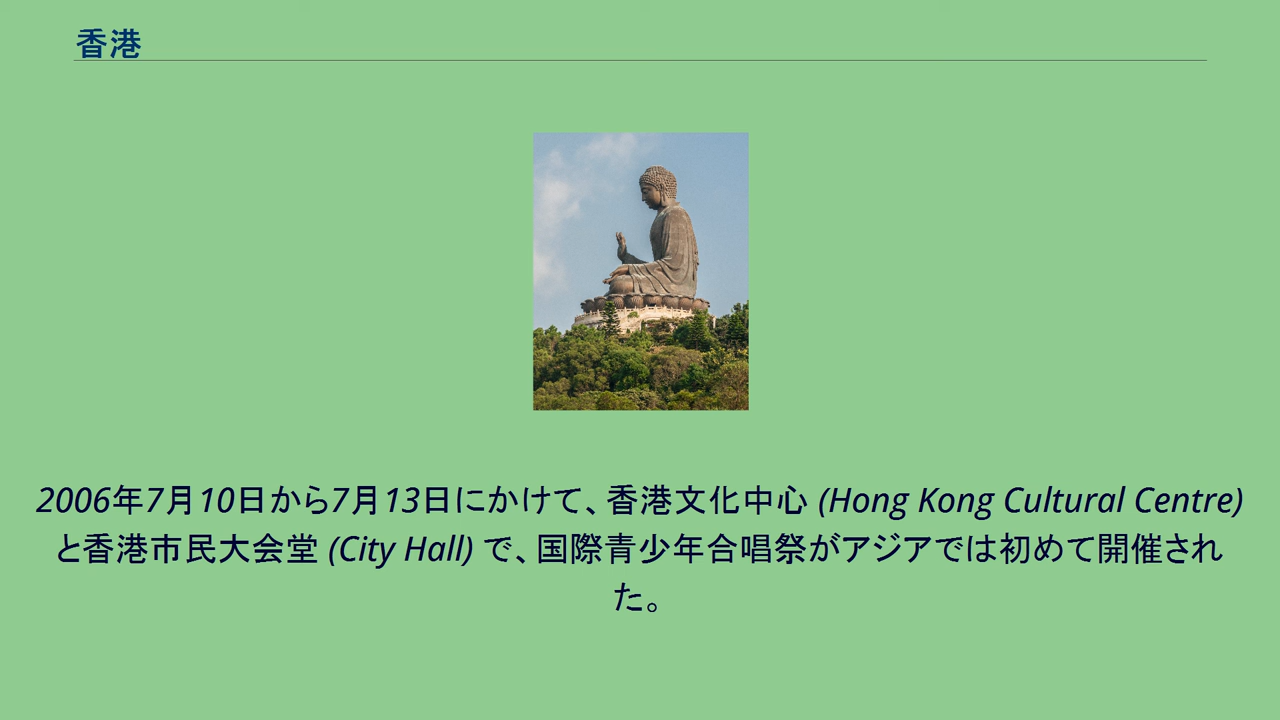 香港
2006年7月10日から7月13日にかけて、香港文化中心 (Hong Kong Cultural Centre)
と香港市民大会堂 (City Hall) で、国際青少年合唱祭がアジアでは初めて開催され
た。